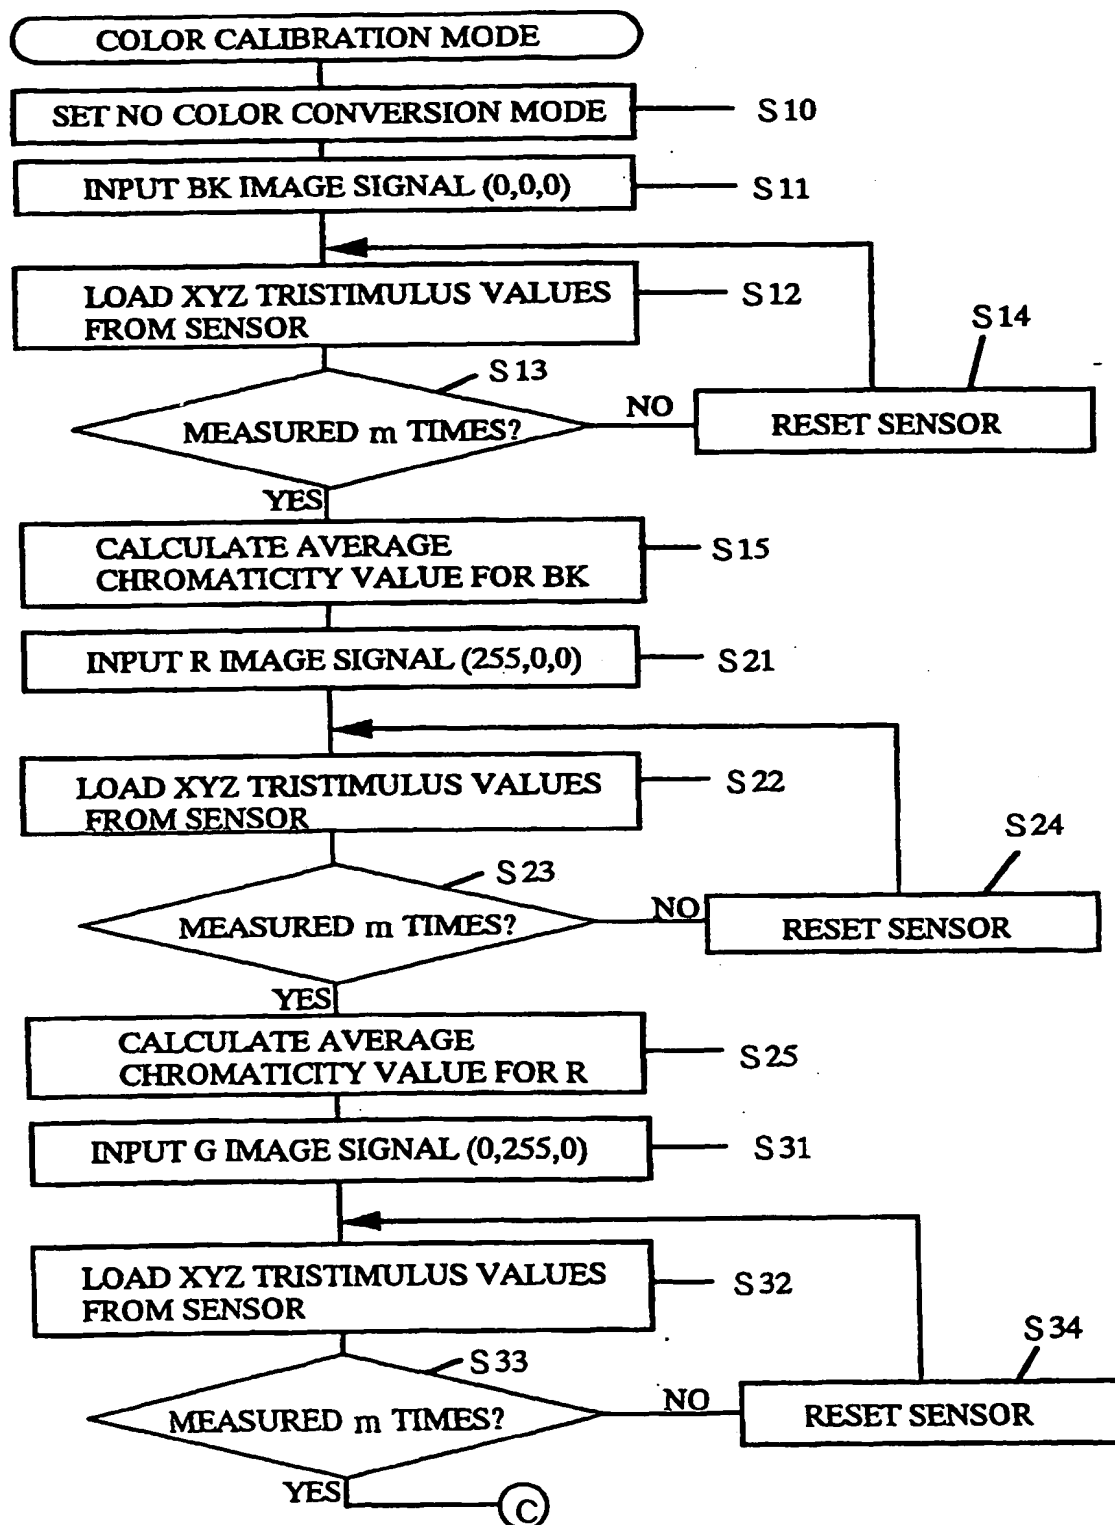 COLOR CALIBRATION MODE
SET NO COLOR CONVERSION MODE
S10
INPUT BK IMAGE SIGNAL (0,0,0)
S11
LOAD XYZ TRISTIMULUS VALUES
FROM SENSOR
S12
S14
S13
MEASURED m TIMES?
NO
RESET SENSOR
YES
CALCULATE AVERAGE
CHROMATICITY VALUE FOR BK
S15
INPUT R IMAGE SIGNAL (255,0,0)
S21
LOAD XYZ TRISTIMULUS VALUES
FROM SENSOR
S22
S24
S23
MEASURED m TIMES?
NO
RESET SENSOR
YES
CALCULATE AVERAGE
CHROMATICITY VALUE FOR R
S25
INPUT G IMAGE SIGNAL (0,255,0)
S31
LOAD XYZ TRISTIMULUS VALUES
FROM SENSOR
S32
S34
S33
MEASURED m TIMES?
NO
RESET SENSOR
YES
C